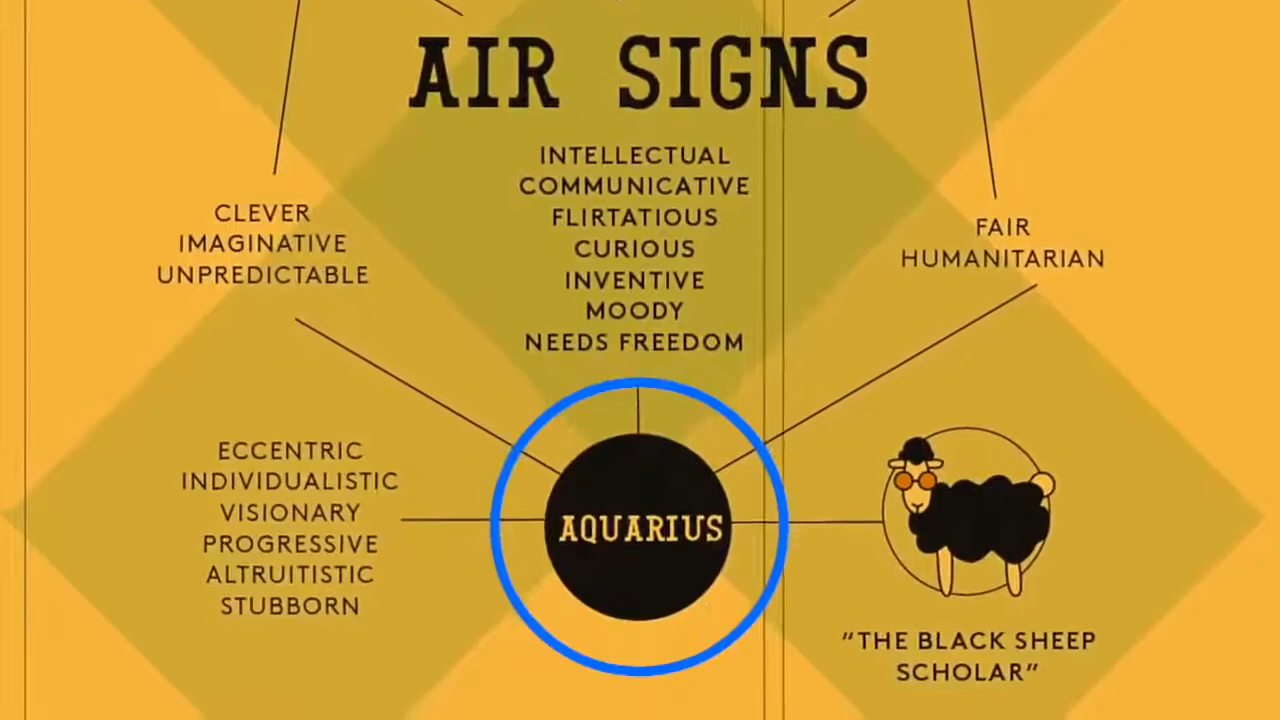 AIR SIGNS
INTELLECTUAL
COMMUNICATIVE
FLIRTATIOUS
CURIOUS
INVENTIVE
MOODY
NEEDS FREEDOM
CLEVER
IMAGINATIVE
UNPREDICTABLE
FAIR
HUMANITARIAN
ECCENTRIC
INDIVIDUALISTIC
VISIONARY
PROGRESSIVE
ALTRUITISTIC
STUBBORN
AQUARIUS
"THE BLACK SHEEP
SCHOLAR"